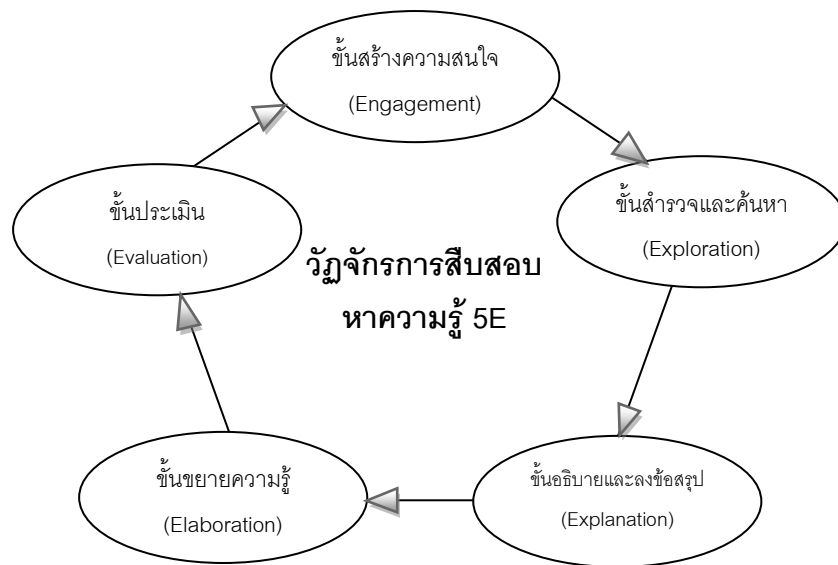 ขั้นสร้างความสนใจ
(Engagement)
ขั้นสำรวจและค้นหา
(Exploration)
ขั้นอธิบายและลงข้อสรุป
(Explanation)
ขั้นขยายความรู้
(Elaboration)
ขั้นประเมิน
(Evaluation)
วัฏจักรการสืบสอบ
หาความรู้ 5E